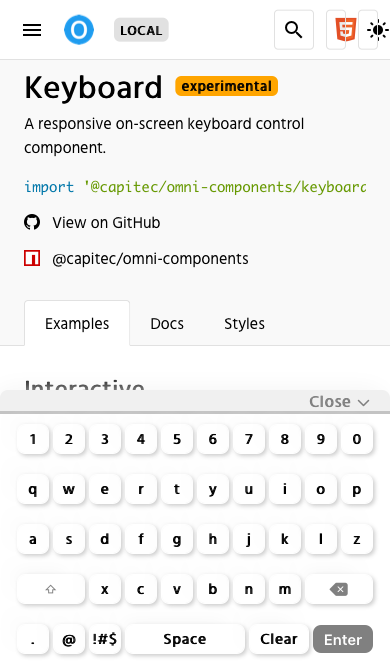 O LOCAL
Keyboard experimental
A responsive on-screen keyboard control
component.
import '@capitec/omni-components/keyboard
View on GitHub
@capitec/omni-components
Examples Docs Styles
Interactive
Close
1 2 3 4 5 6 7 8 9 0
q w e r t y u i o p
a s d f g h j k l z
x c v b n m
. @ !#$ Space Clear Enter